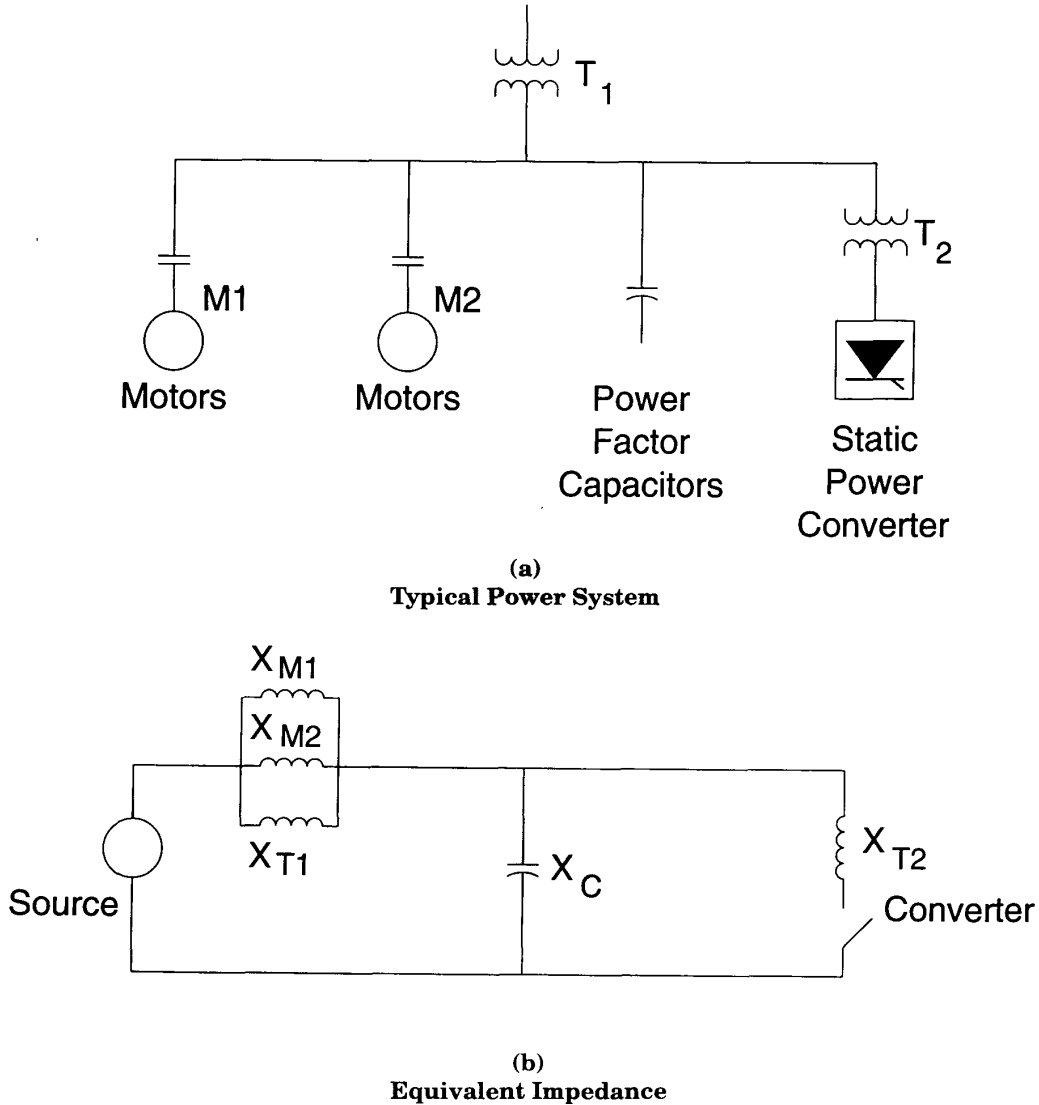 T1
T2
M1
M2
Motors
Motors
Power
Factor
Capacitors
Static
Power
Converter
(a)
Typical Power System
XM1
XM2
XT1
XC
XT2
Source
Converter
(b)
Equivalent Impedance